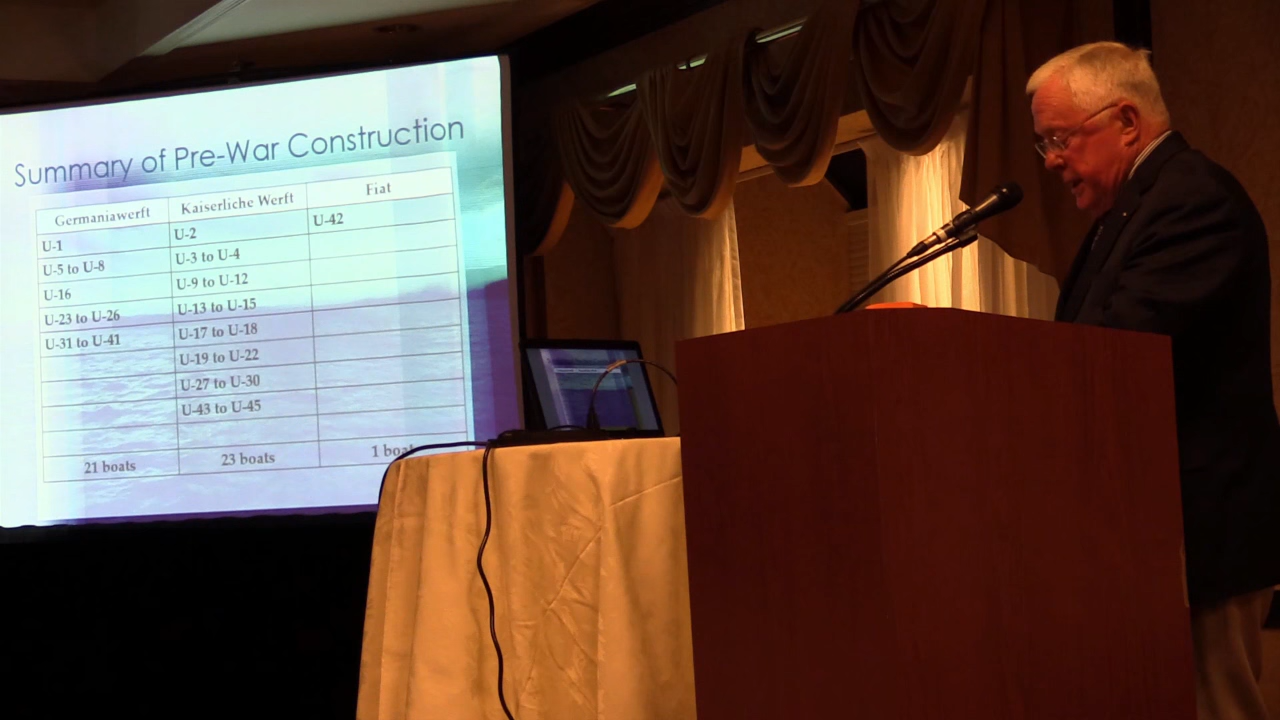 Summary of Pre-War Construction
Germaniawerft Kaiserliche Werft Fiat
U-1 U-2 U-42
U-5 to U-8 U-3 to U-4
U-16 U-9 to U-12
U-23 to U-26 U-13 to U-15
U-31 to U-41 U-17 to U-18
U-19 to U-22
U-27 to U-30
U-43 to U-45
21 boats 23 boats 1 boat